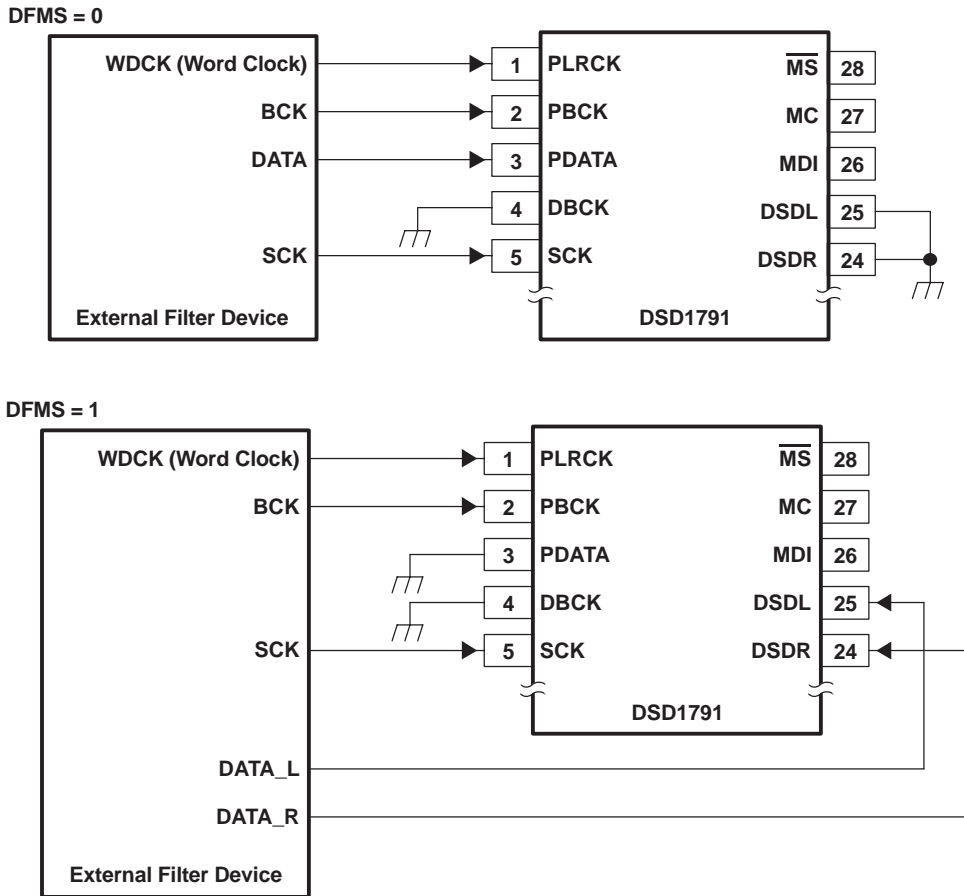 DFMS = 0
WDCK (Word Clock)
1
PLRCK
MS
28
BCK
2
PBCK
MC
27
DATA
3
PDATA
MDI
26
4
DBCK
DSDL
25
SCK
5
SCK
DSDR
24
External Filter Device
DSD1791
DFMS = 1
WDCK (Word Clock)
1
PLRCK
MS
28
BCK
2
PBCK
MC
27
3
PDATA
MDI
26
4
DBCK
DSDL
25
SCK
5
SCK
DSDR
24
DSD1791
DATA_L
DATA_R
External Filter Device